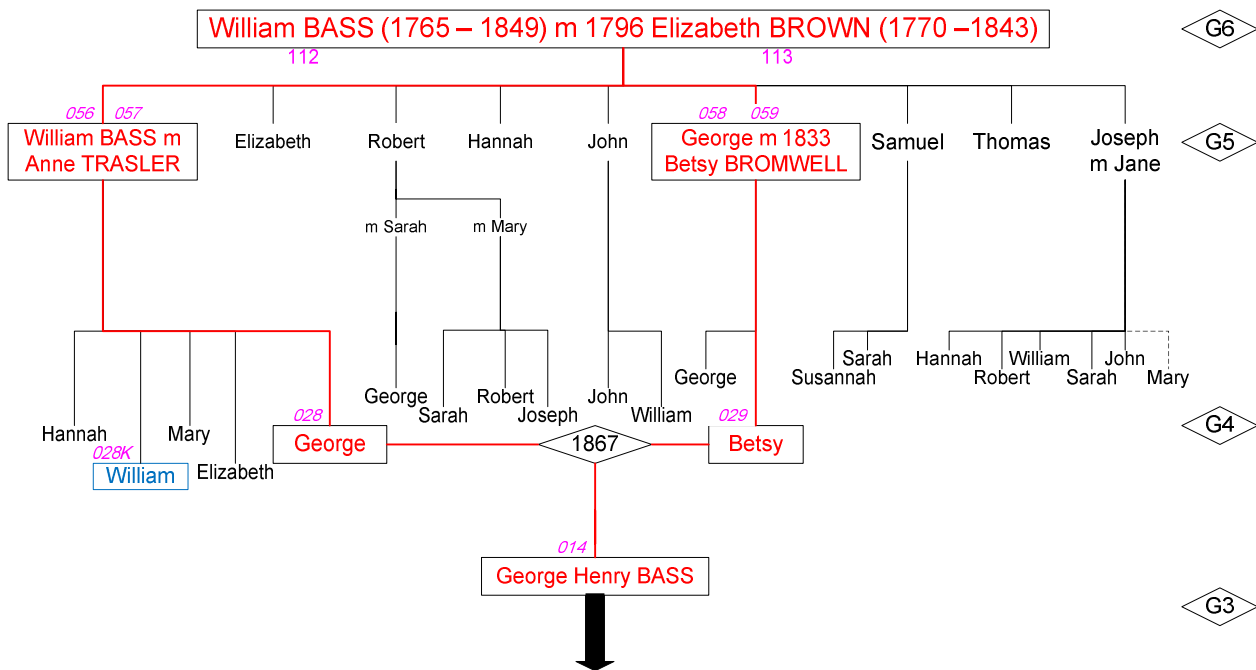 William BASS (1765 – 1849) m 1796 Elizabeth BROWN (1770 –1843)
G6
112
113
056
057
058
059
William BASS m
Anne TRASLER
Elizabeth
Robert
Hannah
John
George m 1833
Betsy BROMWELL
Samuel
Thomas
Joseph
m Jane
G5
m Sarah
m Mary
George
Sarah
Robert
Joseph
John
William
George
Susannah
Sarah
Hannah
Robert
William
Sarah
John
Mary
Hannah
028K
William
Mary
Elizabeth
028
George
1867
029
Betsy
G4
014
George Henry BASS
G3